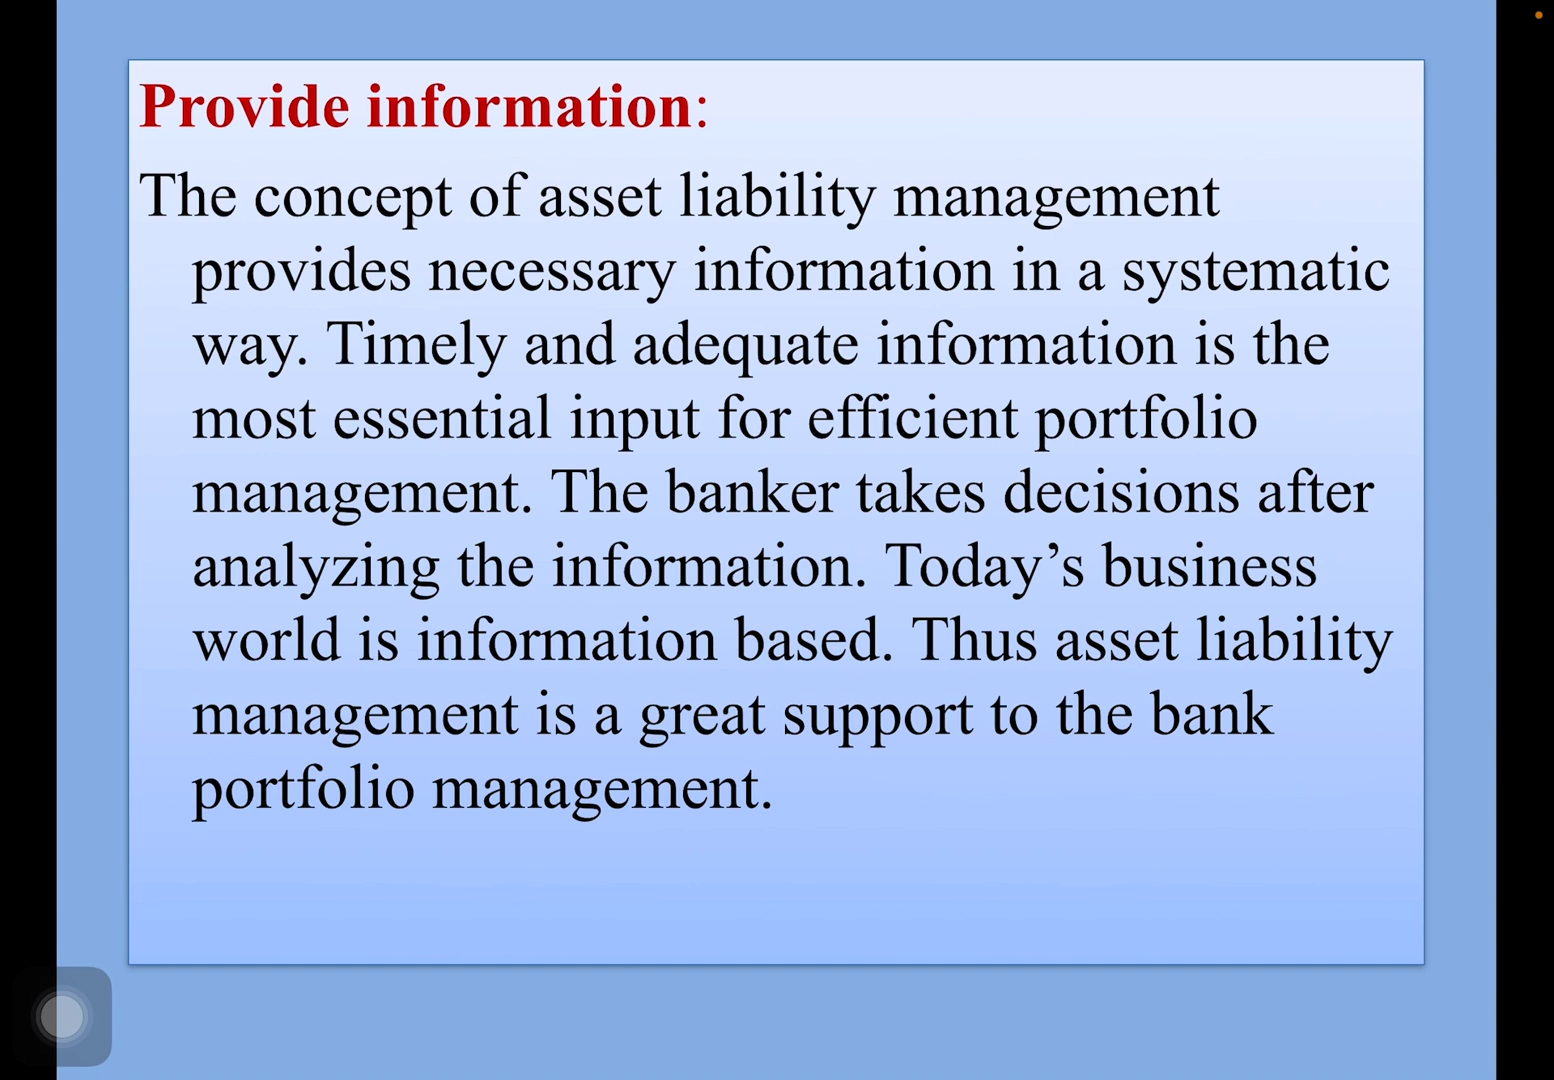 Provide information:
The concept of asset liability management
provides necessary information in a systematic
way. Timely and adequate information is the
most essential input for efficient portfolio
management. The banker takes decisions after
analyzing the information. Today’s business
world is information based. Thus asset liability
management is a great support to the bank
portfolio management.